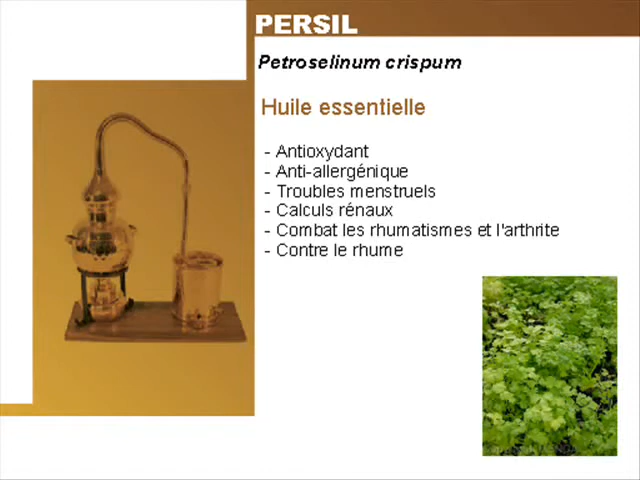 PERSIL
Petroselinum crispum
Huile essentielle
- Antioxydant
- Anti-allergénique
- Troubles menstruels
- Calculs rénaux
- Combat les rhumatismes et l'arthrite
- Contre le rhume